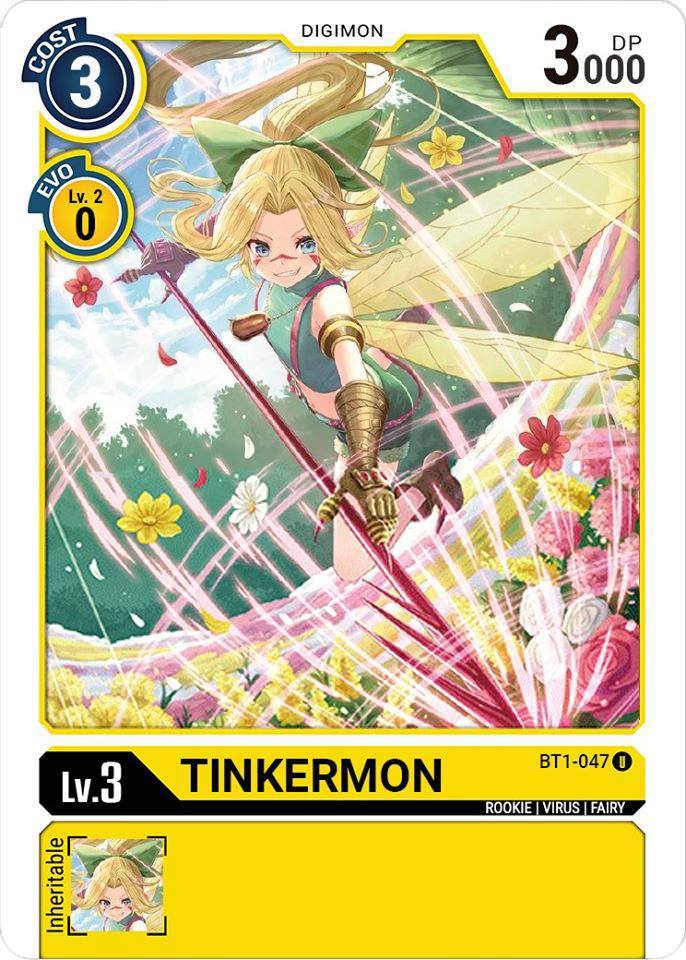 DIGIMON
COST
3
3000
DP
EVO
Lv. 2
0
BT1-047 U
Lv.3
TINKERMON
ROOKIE | VIRUS | FAIRY
Inheritable